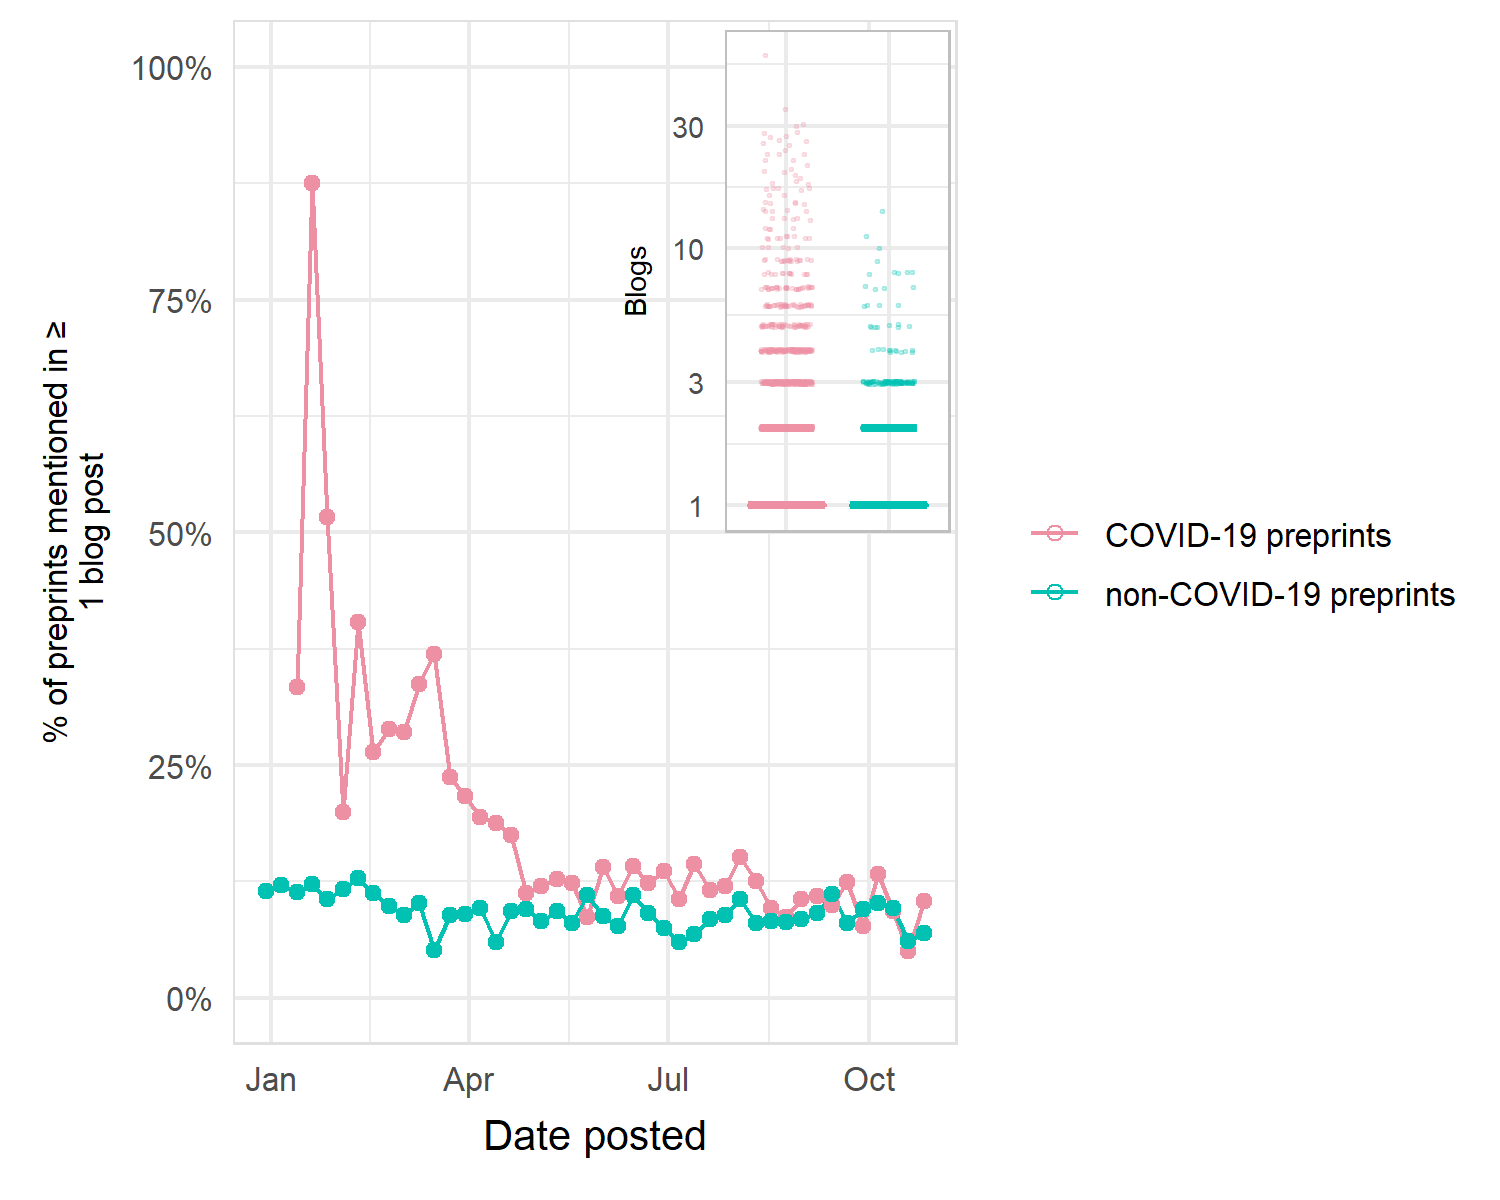 % of preprints mentioned in ≥
1 blog post
100%
75%
50%
25%
0%
Jan
Apr
Jul
Oct
Date posted
Blogs
30
10
3
1
COVID-19 preprints
non-COVID-19 preprints